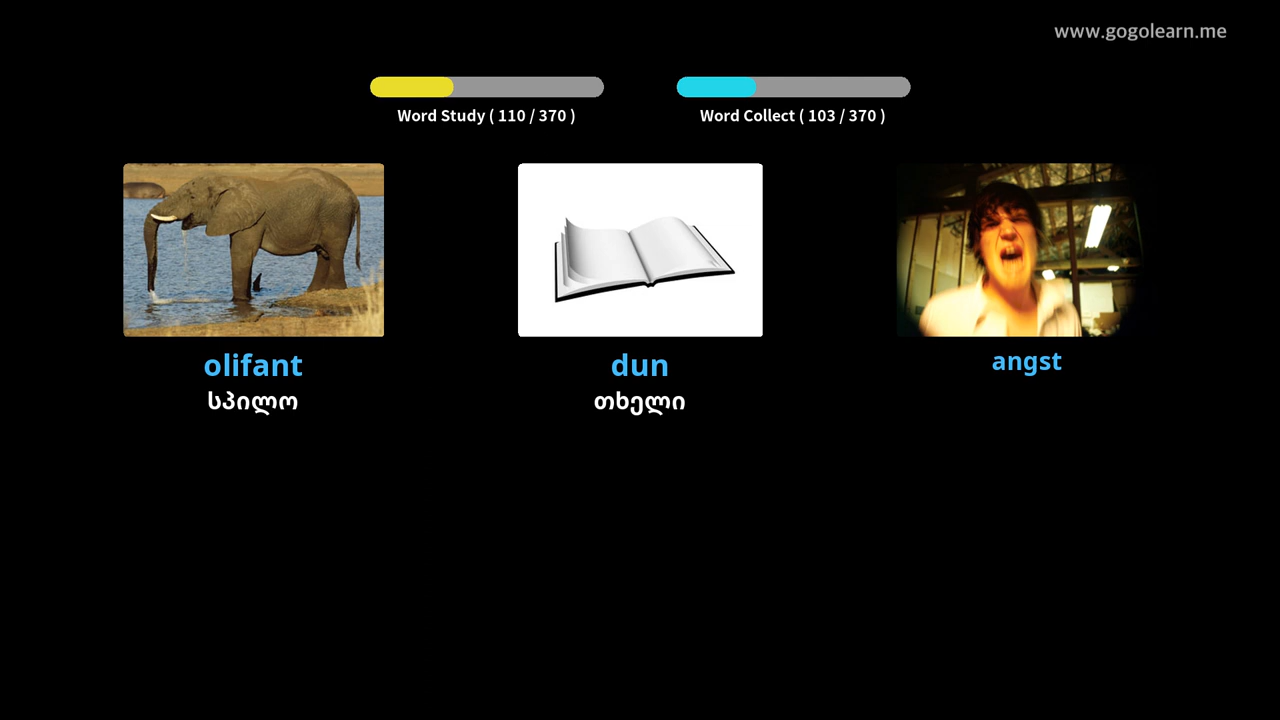 www.gogolearn.me
Word Study ( 110 / 370 )
Word Collect ( 103 / 370 )
olifant
dun
angst
სპილო
თხელი